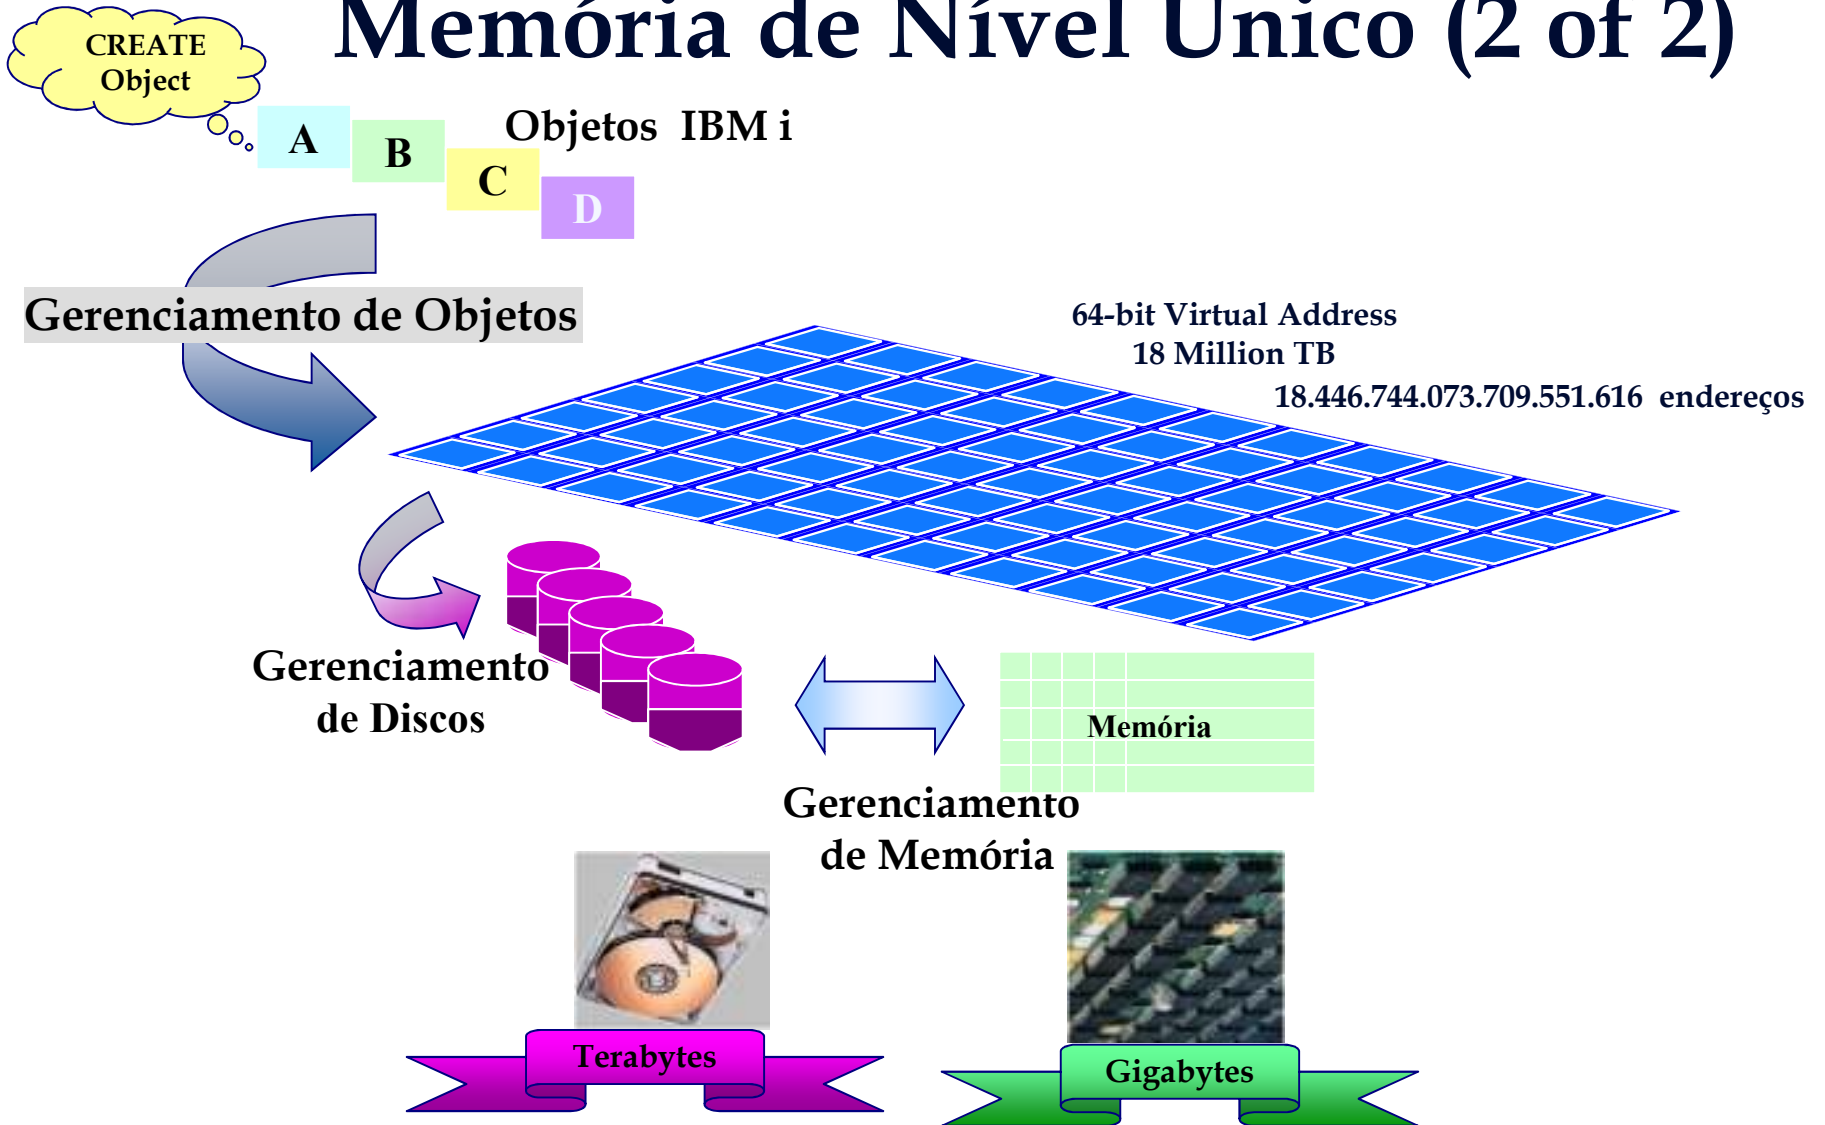 Memória de Nível Único (2 of 2)
CREATE
Object
Objetos IBM i
A
B
C
D
Gerenciamento de Objetos
64-bit Virtual Address
18 Million TB
18.446.744.073.709.551.616 endereços
Gerenciamento
de Discos
Memória
Gerenciamento
de Memória
Terabytes
Gigabytes